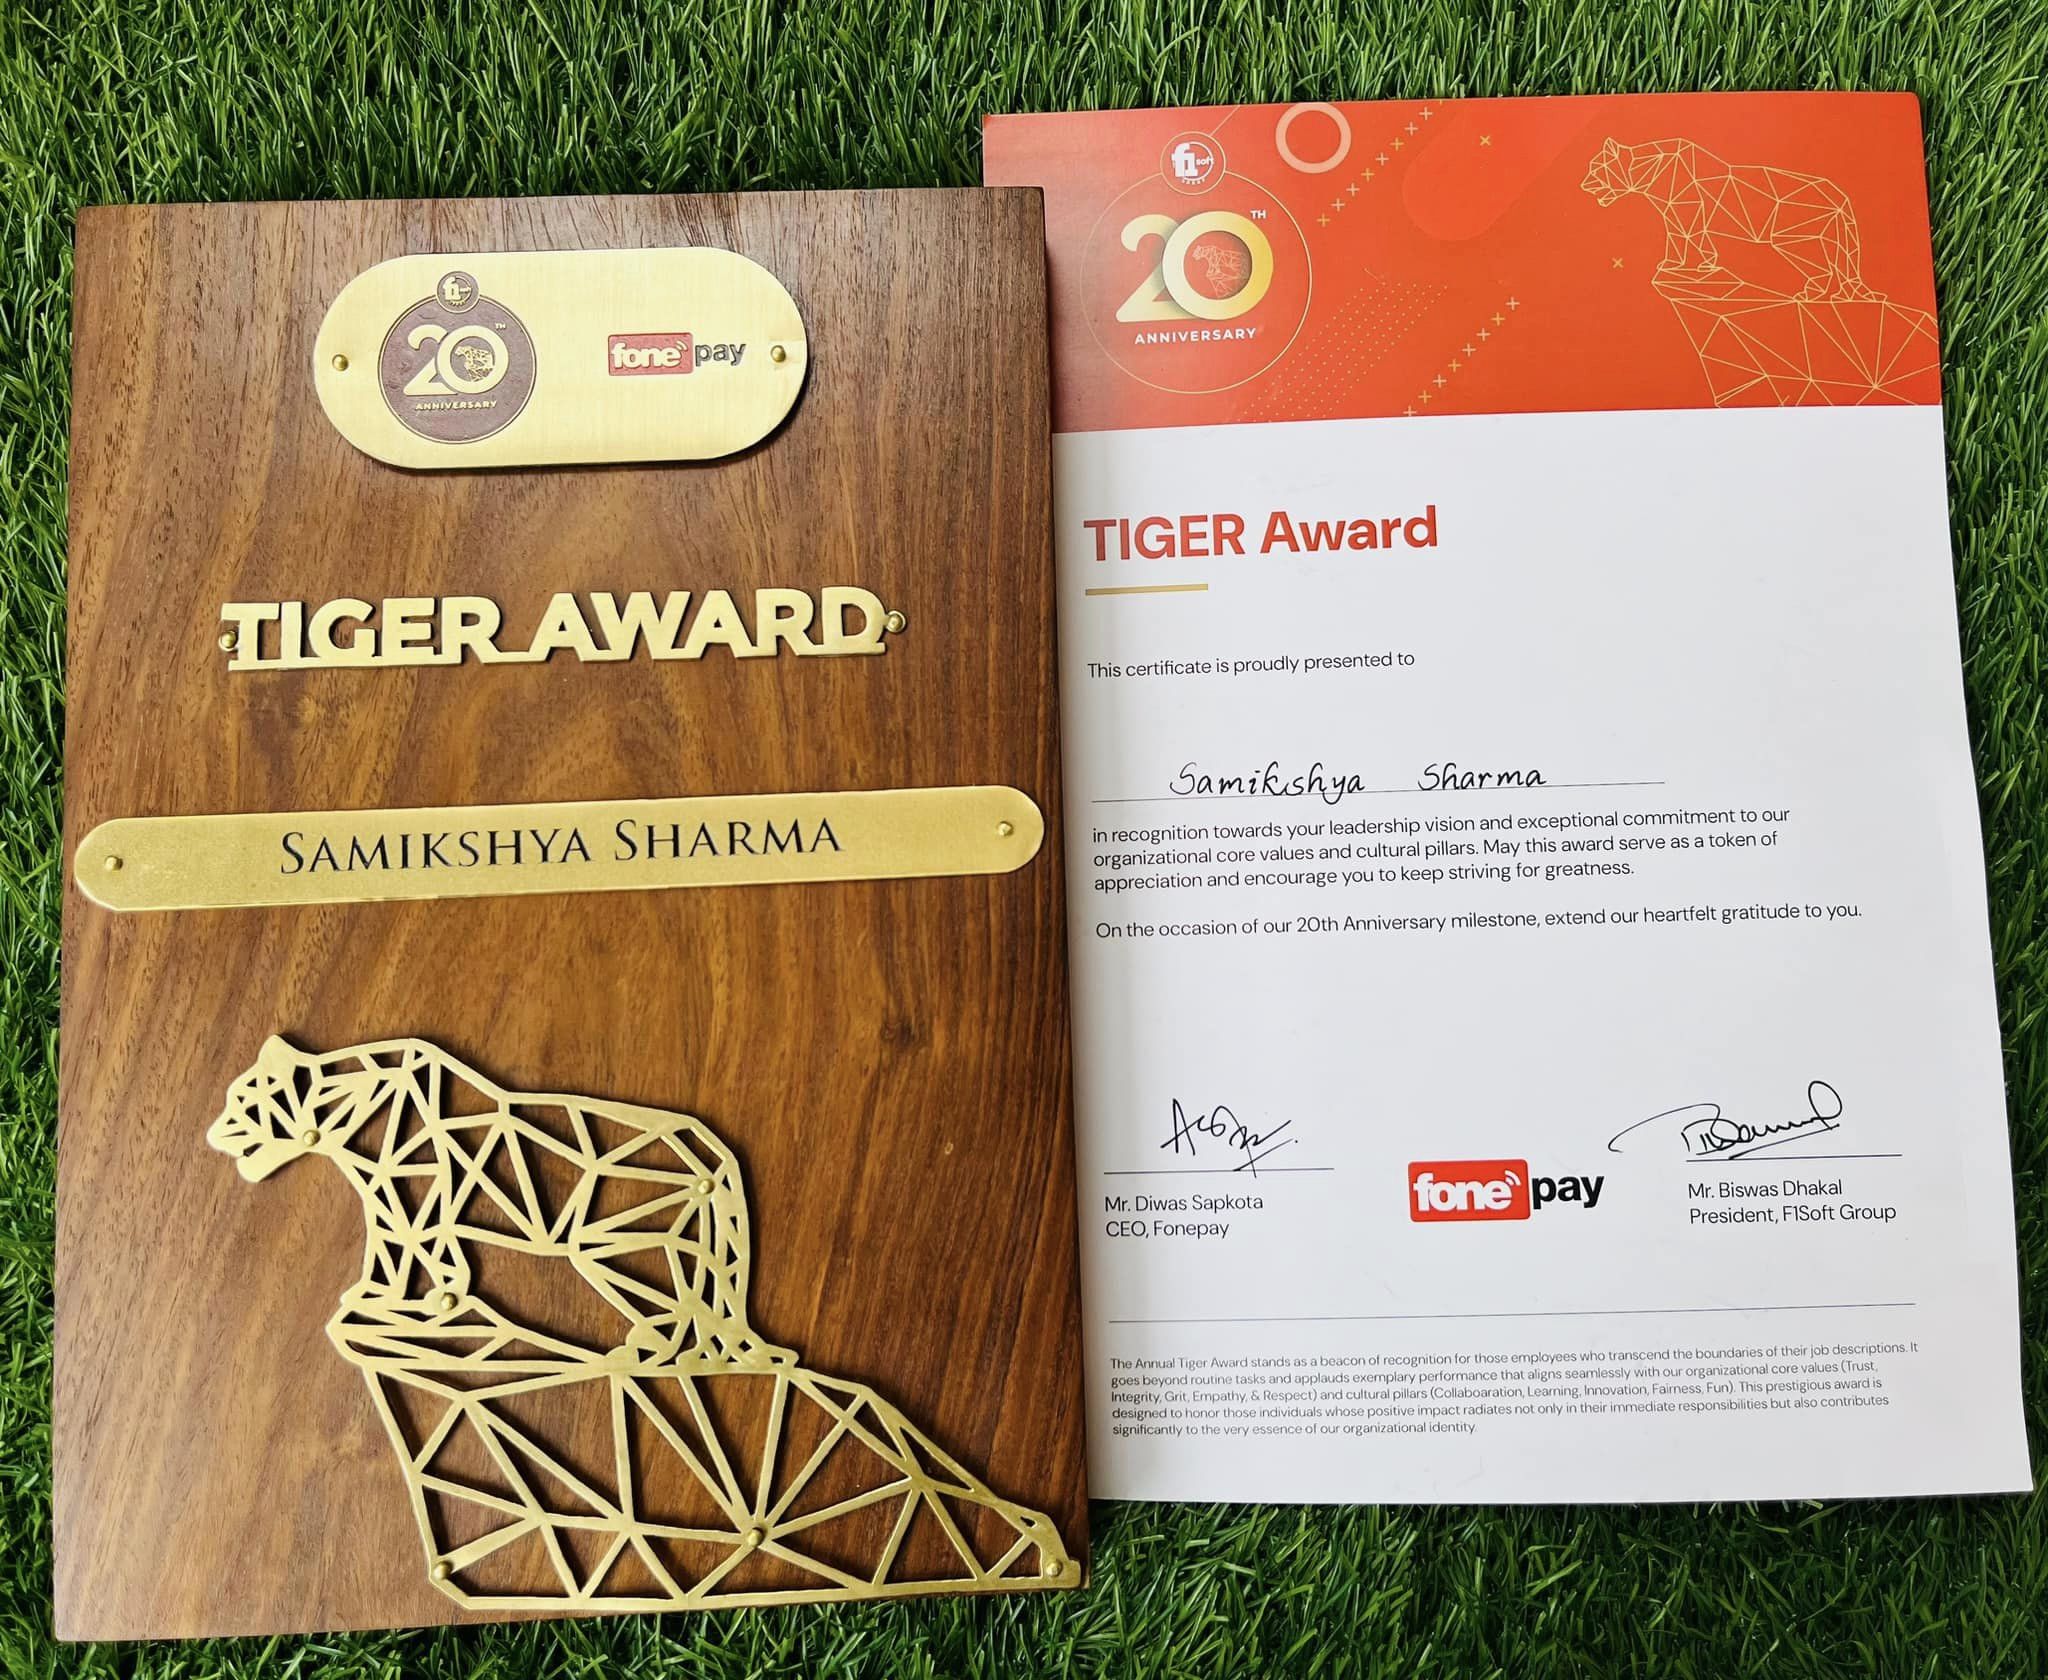 f1soft
20TH
ANNIVERSARY
fonepay
TIGER AWARD
SAMIKSHYA SHARMA
f1soft
GROUP
20TH
ANNIVERSARY
TIGER Award
This certificate is proudly presented to
Samikshya Sharma
in recognition towards your leadership vision and exceptional commitment to our
organizational core values and cultural pillars. May this award serve as a token of
appreciation and encourage you to keep striving for greatness.
On the occasion of our 20th Anniversary milestone, extend our heartfelt gratitude to you.
Mr. Diwas Sapkota
CEO, Fonepay
fonepay
Mr. Biswas Dhakal
President, F1Soft Group
The Annual Tiger Award stands as a beacon of recognition for those employees who transcend the boundaries of their job descriptions. It
goes beyond routine tasks and applauds exemplary performance that aligns seamlessly with our organizational core values (Trust,
Integrity, Grit, Empathy, & Respect) and cultural pillars (Collaboaration, Learning, Innovation, Fairness, Fun). This prestigious award is
designed to honor those individuals whose positive impact radiates not only in their immediate responsibilities but also contributes
significantly to the very essence of our organizational identity.